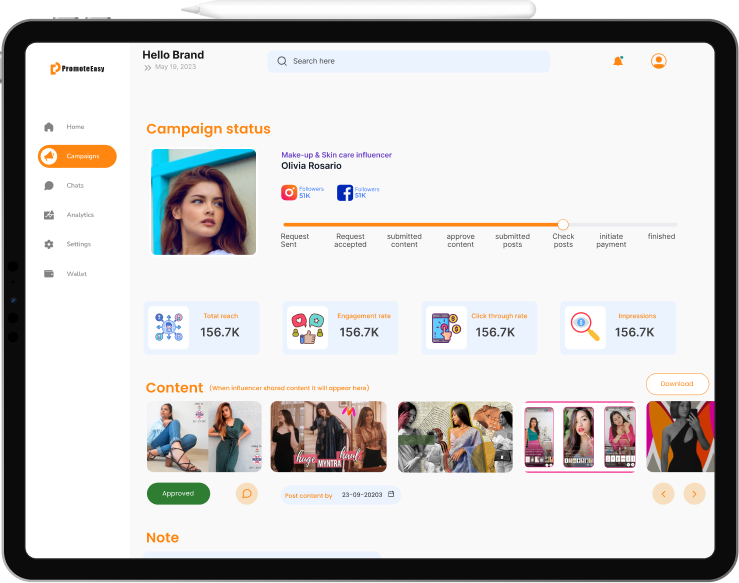 PromoteEasy
Hello Brand
May 19, 2023
Search here
Home
Campaigns
Chats
Analytics
Settings
Wallet
Campaign status
Make-up & Skin care influencer
Olivia Rosario
Followers
51K
Followers
51K
Request Sent
Request accepted
submitted content
approve content
submitted posts
Check posts
initiate payment
finished
Total reach
156.7K
Engagement rate
156.7K
Click through rate
156.7K
Impressions
156.7K
Content (When influencer shared content it will appear here)
Download
huge MYNTRA haul
Approved
Post content by
23-09-20203
Note